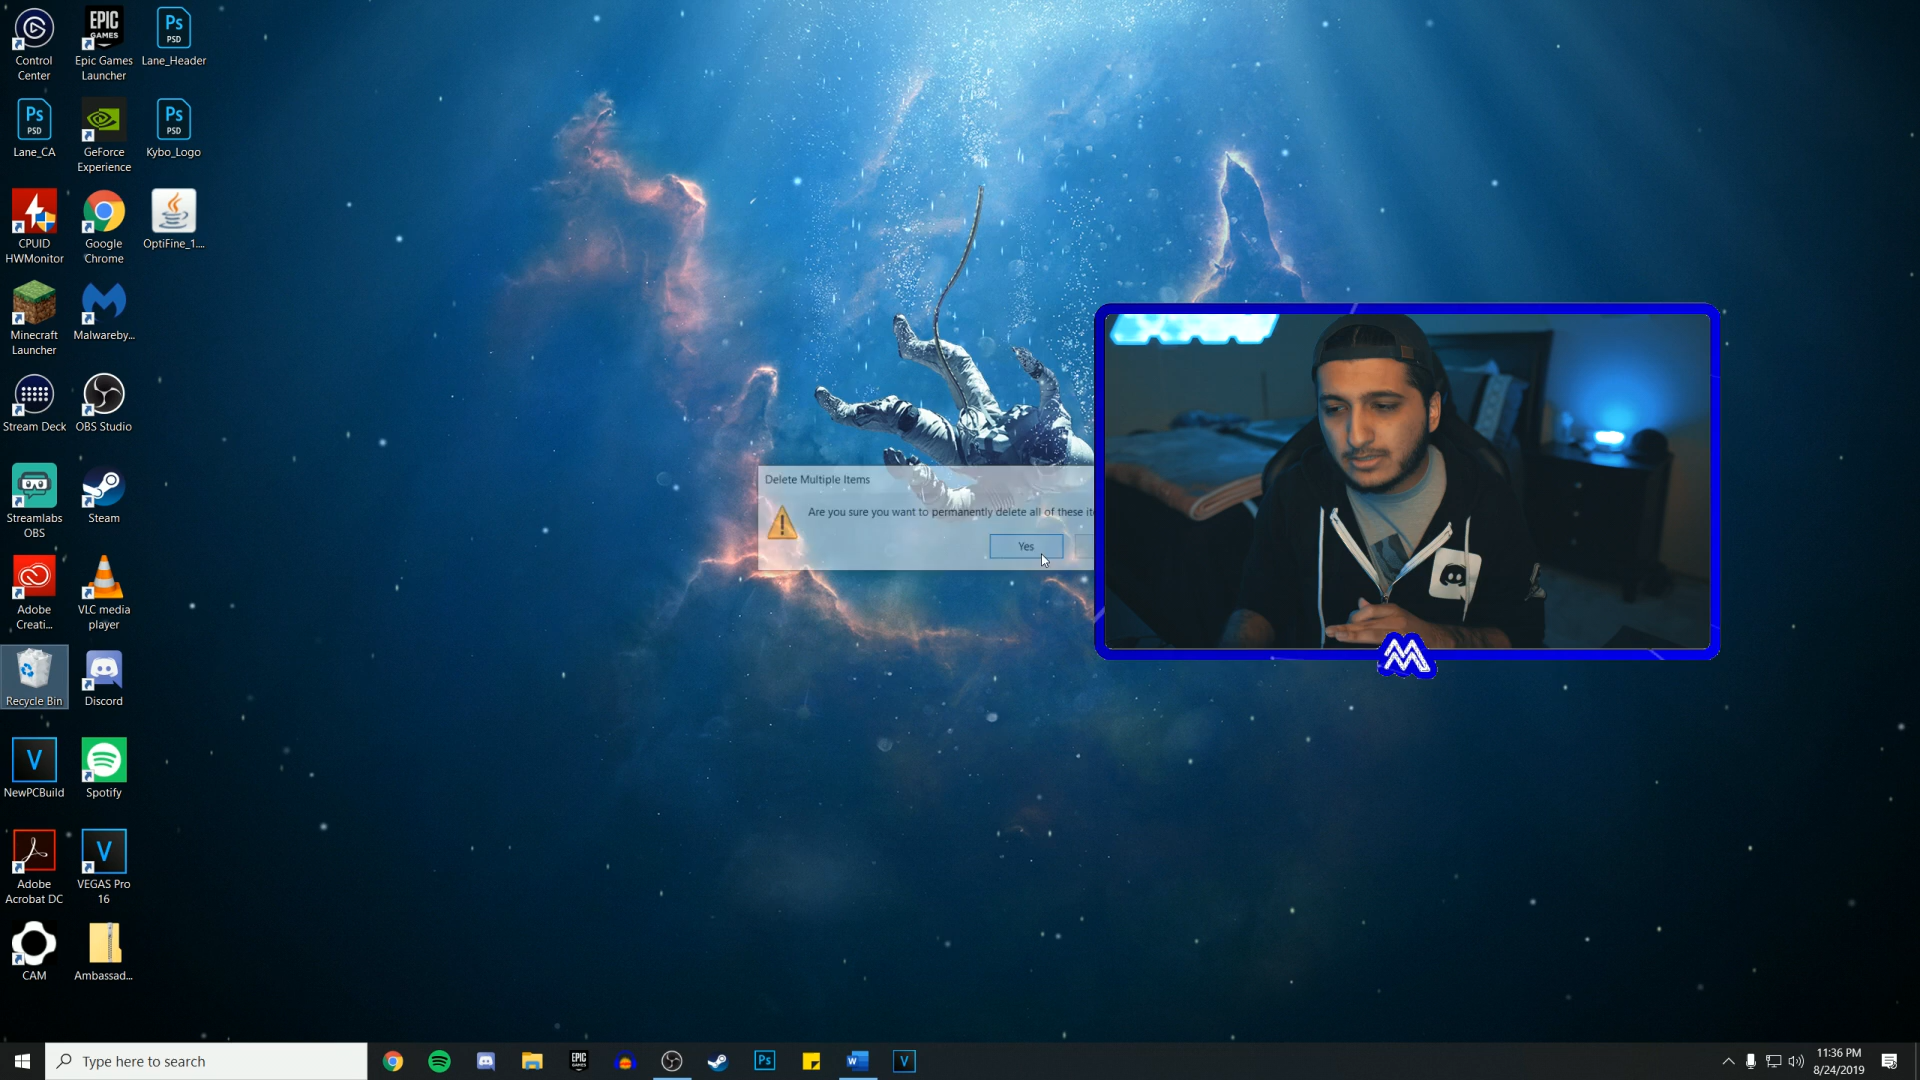 Control
Center
EPIC
GAMES
Epic Games
Launcher
Ps
PSD
Lane_Header
Ps
PSD
Lane_CA
GeForce
Experience
Ps
PSD
Kybo_Logo
CPUID
HWMonitor
Google
Chrome
OptiFine_1....
Minecraft
Launcher
Malwareby...
Stream Deck
OBS Studio
Streamlabs
OBS
Steam
Adobe
Creati...
VLC media
player
Recycle Bin
Discord
V
NewPCBuild
Spotify
Adobe
Acrobat DC
V
VEGAS Pro
16
CAM
Ambassad...
Delete Multiple Items
Are you sure you want to permanently delete all of these
Yes
M
Type here to search
EPIC
GAMES
Ps
W
V
11:36 PM
8/24/2019